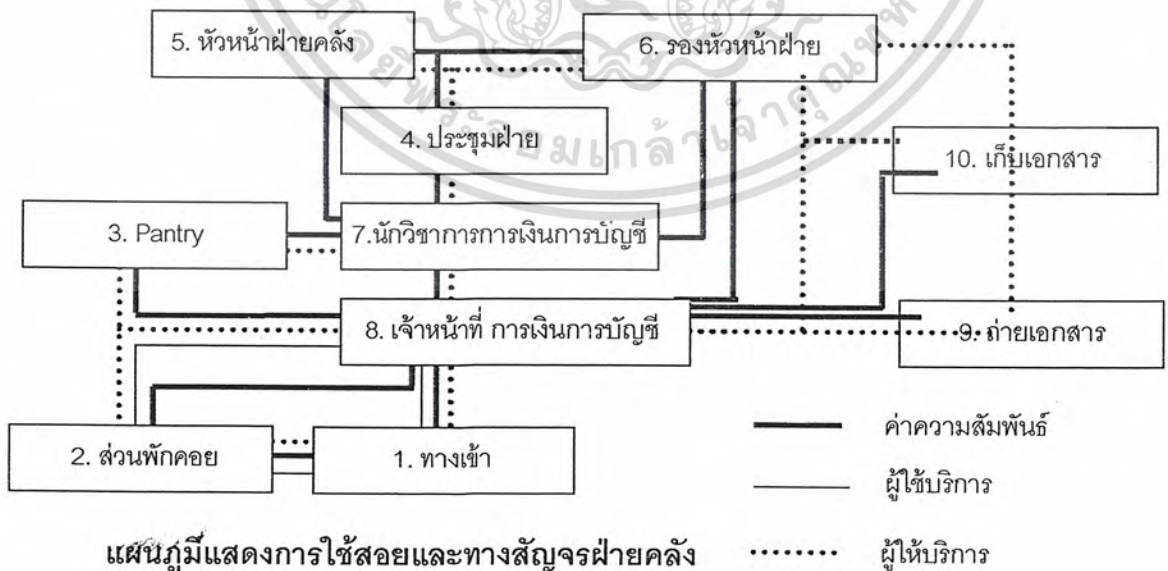 5. หัวหน้าฝ่ายคลัง
6. รองหัวหน้าฝ่าย
4. ประชุมฝ่าย
10. เก็บเอกสาร
3. Pantry
7.นักวิชาการการเงินการบัญชี
8. เจ้าหน้าที่ การเงินการบัญชี
9. ถ่ายเอกสาร
2. ส่วนพักคอย
1. ทางเข้า
ค่าความสัมพันธ์
ผู้ใช้บริการ
แผนภูมิแสดงการใช้สอยและทางสัญจรฝ่ายคลัง
ผู้ให้บริการ